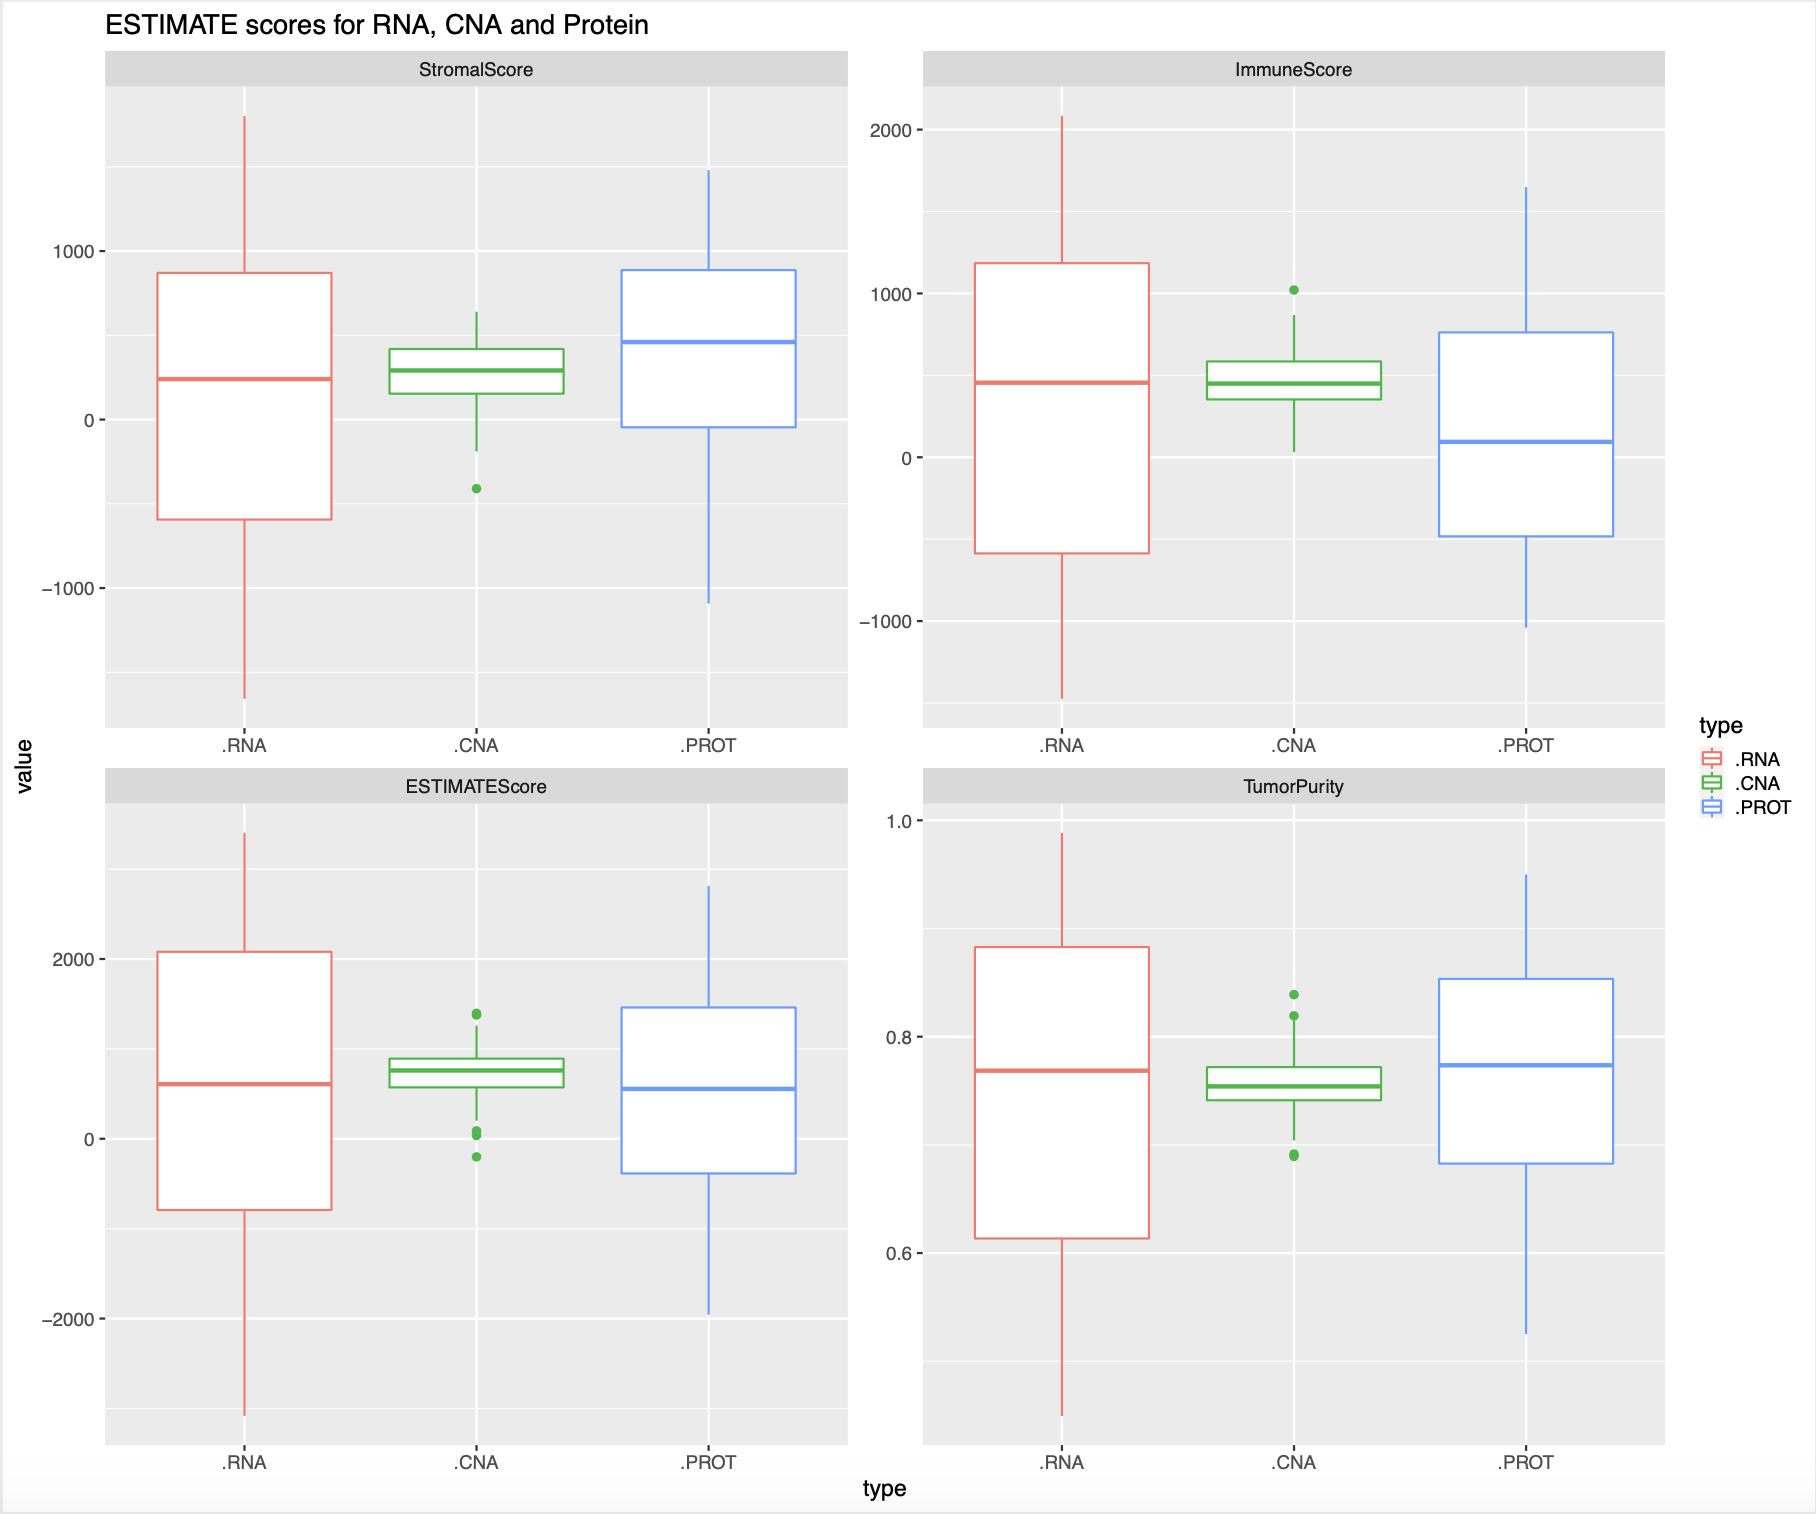 ESTIMATE scores for RNA, CNA and Protein
StromalScore
1000
0
−1000
.RNA .CNA .PROT
ImmuneScore
2000
1000
0
−1000
.RNA .CNA .PROT
value
ESTIMATEScore
2000
0
−2000
.RNA .CNA .PROT
TumorPurity
1.0
0.8
0.6
.RNA .CNA .PROT
type
type
.RNA
.CNA
.PROT